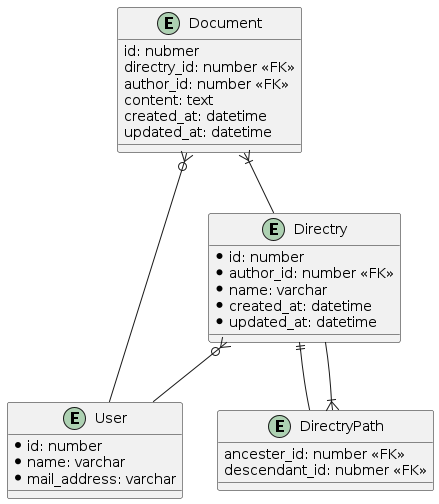 E Document
id: nubmer
directry_id: number «FK»
author_id: number «FK»
content: text
created_at: datetime
updated_at: datetime
E Directry
id: number
author_id: number «FK»
name: varchar
created_at: datetime
updated_at: datetime
E User
id: number
name: varchar
mail_address: varchar
E DirectryPath
ancester_id: number «FK»
descendant_id: nubmer «FK»